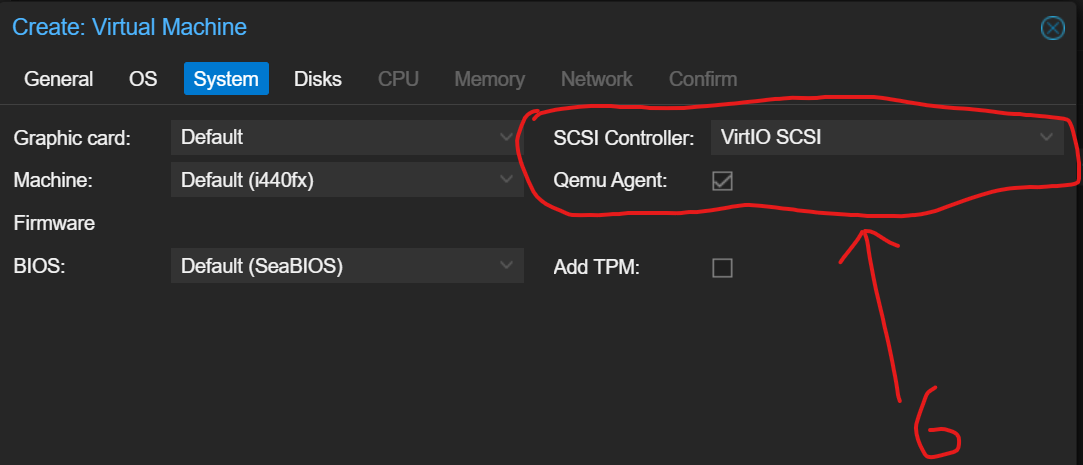 Create: Virtual Machine
General OS System Disks CPU Memory Network Confirm
Graphic card: Default SCSI Controller: VirtIO SCSI
Machine: Default (i440fx) Qemu Agent:
Firmware
BIOS: Default (SeaBIOS) Add TPM:
6